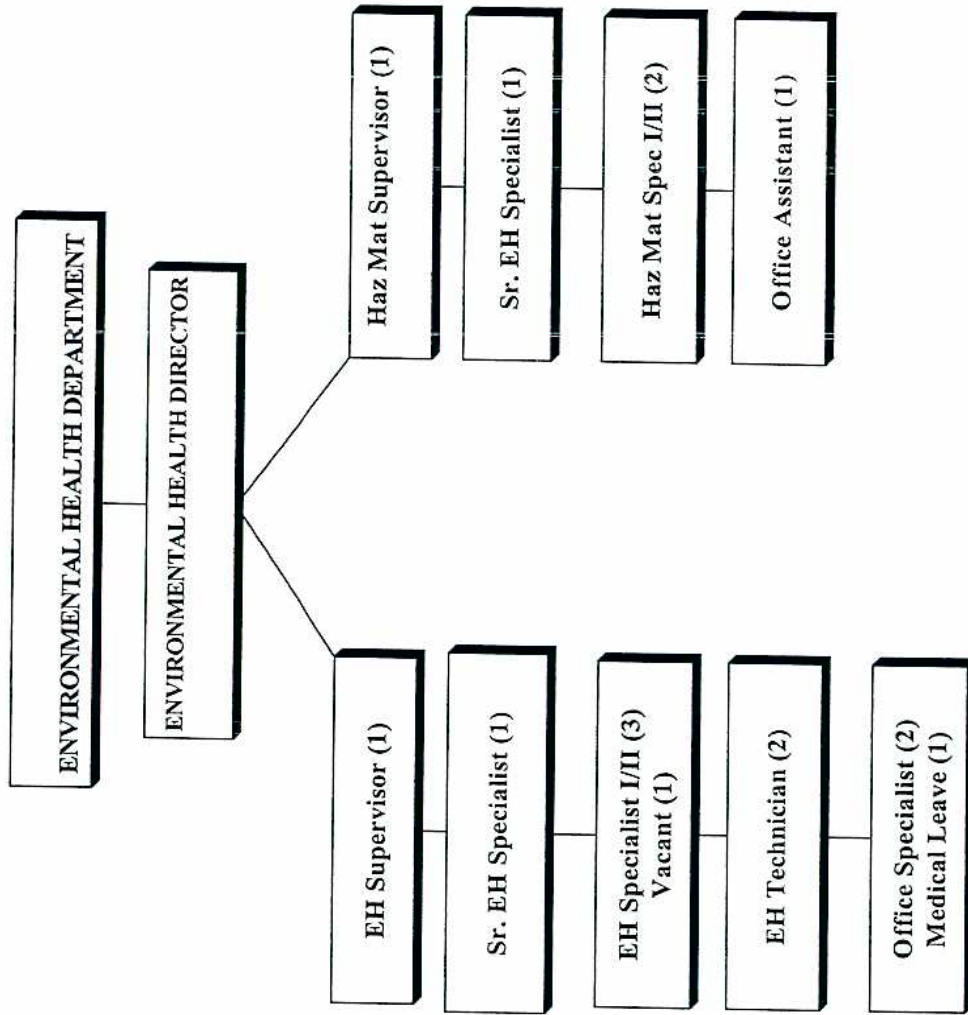 ENVIRONMENTAL HEALTH DEPARTMENT
ENVIRONMENTAL HEALTH DIRECTOR
EH Supervisor (1)
Sr. EH Specialist (1)
EH Specialist I/II (3)
Vacant (1)
EH Technician (2)
Office Specialist (2)
Medical Leave (1)
Haz Mat Supervisor (1)
Sr. EH Specialist (1)
Haz Mat Spec I/II (2)
Office Assistant (1)